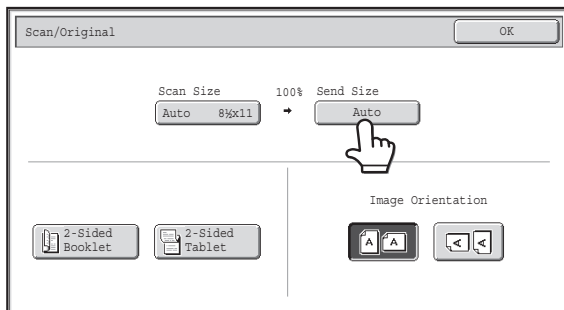 Scan/Original
OK
Scan Size 100% Send Size
Auto 8½x11 Auto
Image Orientation
2-Sided
Booklet
2-Sided
Tablet
A A
A A